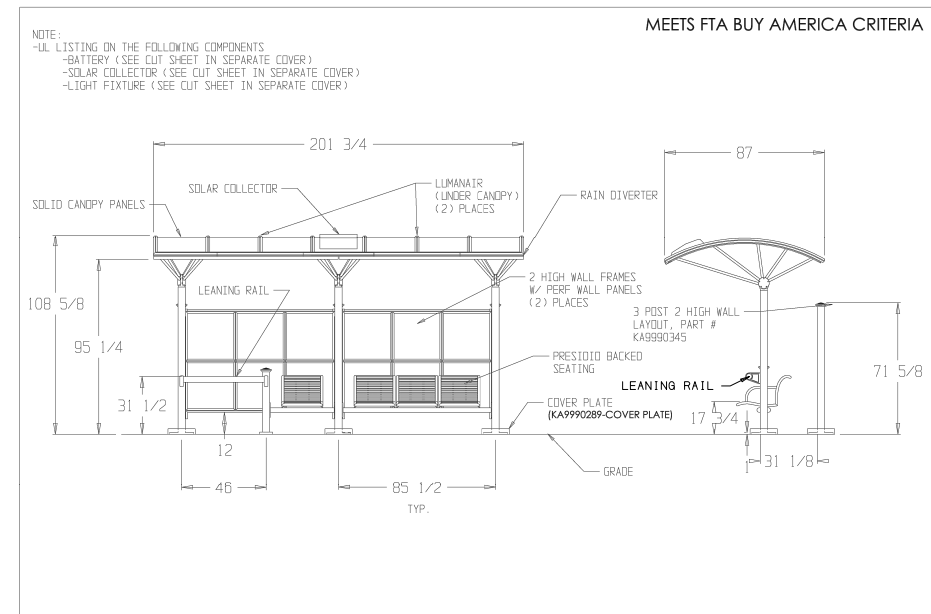 MEETS FTA BUY AMERICA CRITERIA
NOTE:
-UL LISTING ON THE FOLLOWING COMPONENTS
-BATTERY (SEE CUT SHEET IN SEPARATE COVER)
-SOLAR COLLECTOR (SEE CUT SHEET IN SEPARATE COVER)
-LIGHT FIXTURE (SEE CUT SHEET IN SEPARATE COVER)
201 3/4
87
SOLAR COLLECTOR
LUMANAIR
(UNDER CANOPY)
(2) PLACES
RAIN DIVERTER
SOLID CANOPY PANELS
LEANING RAIL
2 HIGH WALL FRAMES
W/ PERF WALL PANELS
(2) PLACES
108 5/8
95 1/4
31 1/2
12
46
85 1/2
TYP.
PRESIDIO BACKED
SEATING
COVER PLATE
(KA9990289-COVER PLATE)
GRADE
3 POST 2 HIGH WALL
LAYOUT, PART #
KA9990345
LEANING RAIL
71 5/8
17 3/4
1
31 1/8